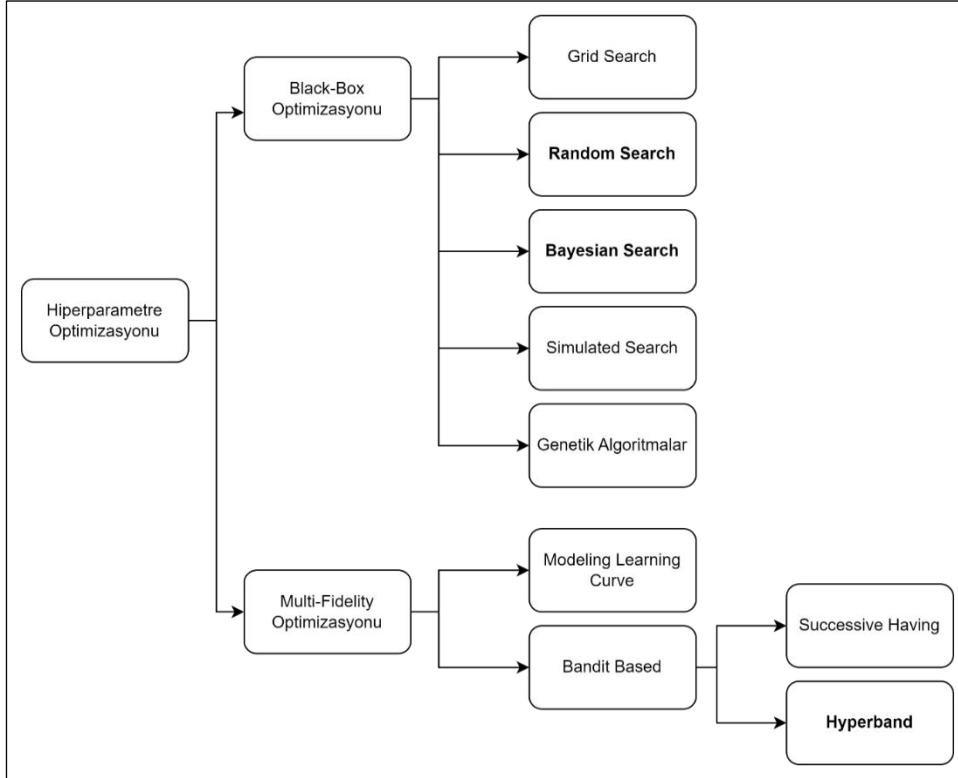 Grid Search
Black-Box
Optimizasyonu
Random Search
Bayesian Search
Hiperparametre
Optimizasyonu
Simulated Search
Genetik Algoritmalar
Modeling Learning
Curve
Multi-Fidelity
Optimizasyonu
Successive Having
Bandit Based
Hyperband